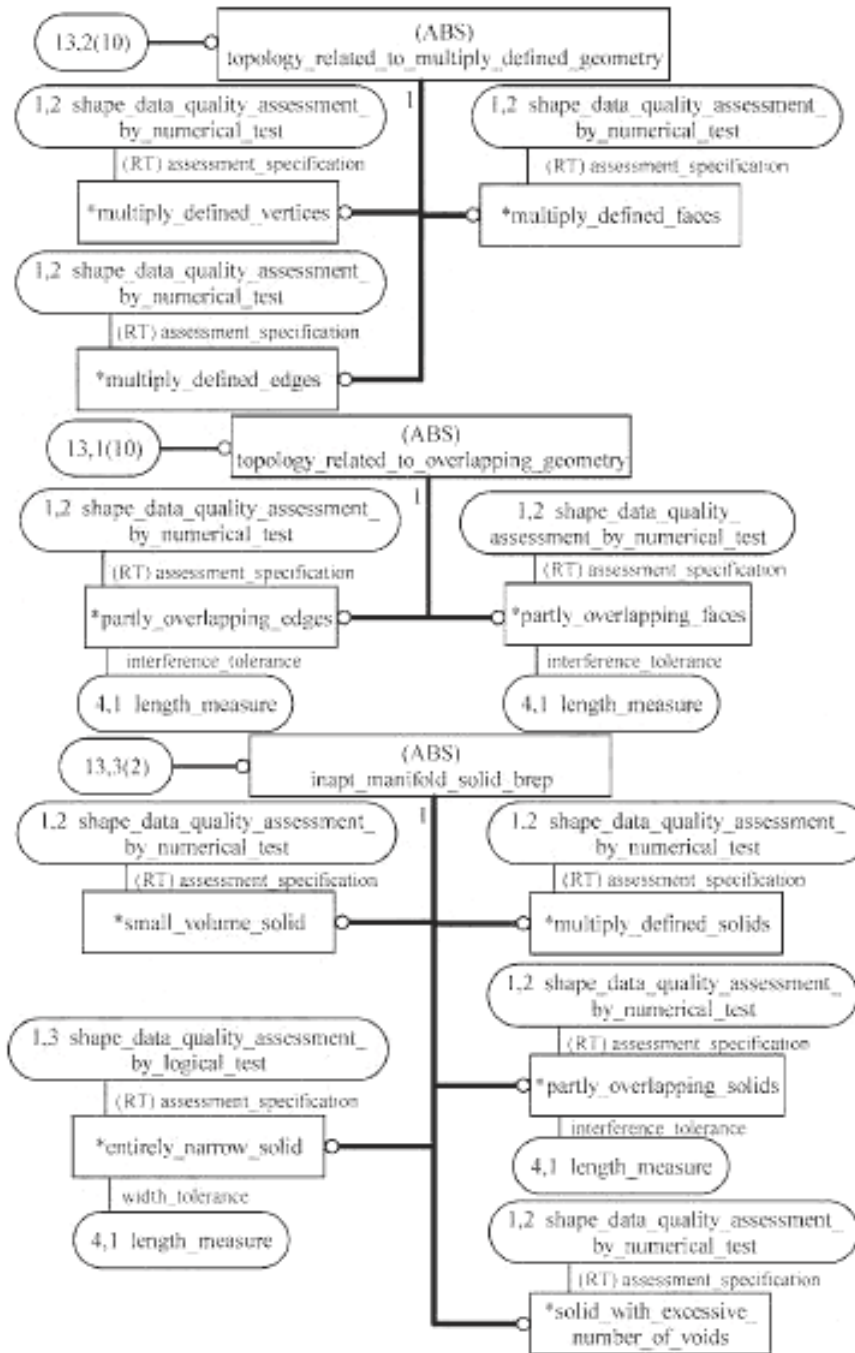 13,2(10)
(ABS)
topology_related_to_multiply_defined_geometry
1
1,2 shape_data_quality_assessment_
by_numerical_test
(RT) assessment_specification
*multiply_defined_vertices
1,2 shape_data_quality_assessment_
by_numerical_test
(RT) assessment_specification
*multiply_defined_faces
1,2 shape_data_quality_assessment_
by_numerical_test
(RT) assessment_specification
*multiply_defined_edges
13,1(10)
(ABS)
topology_related_to_overlapping_geometry
1
1,2 shape_data_quality_assessment_
by_numerical_test
(RT) assessment_specification
*partly_overlapping_edges
interference_tolerance
4,1 length_measure
1,2 shape_data_quality_
assessment_by_numerical_test
(RT) assessment_specification
*partly_overlapping_faces
interference_tolerance
4,1 length_measure
13,3(2)
(ABS)
inapt_manifold_solid_brep
1
1,2 shape_data_quality_assessment_
by_numerical_test
(RT) assessment_specification
*small_volume_solid
1,2 shape_data_quality_assessment_
by_numerical_test
(RT) assessment_specification
*multiply_defined_solids
1,2 shape_data_quality_assessment_
by_numerical_test
(RT) assessment_specification
*partly_overlapping_solids
interference_tolerance
4,1 length_measure
1,3 shape_data_quality_assessment_
by_logical_test
(RT) assessment_specification
*entirely_narrow_solid
width_tolerance
4,1 length_measure
1,2 shape_data_quality_assessment_
by_numerical_test
(RT) assessment_specification
*solid_with_excessive_
number_of_voids